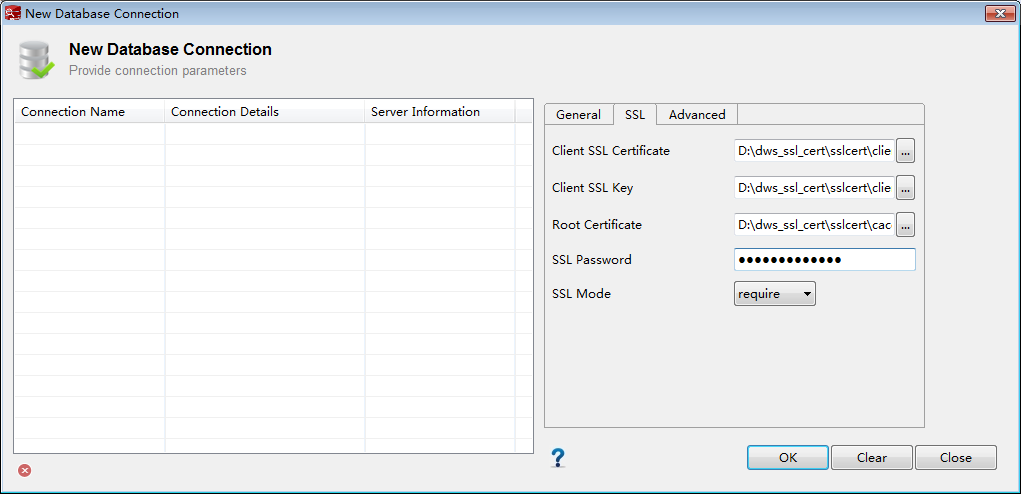 New Database Connection
New Database Connection
Provide connection parameters
Connection Name Connection Details Server Information
General SSL Advanced
Client SSL Certificate D:\dws_ssl_cert\sslcert\clie ...
Client SSL Key D:\dws_ssl_cert\sslcert\clie ...
Root Certificate D:\dws_ssl_cert\sslcert\cac ...
SSL Password ●●●●●●●●●●●●●
SSL Mode require
? OK Clear Close